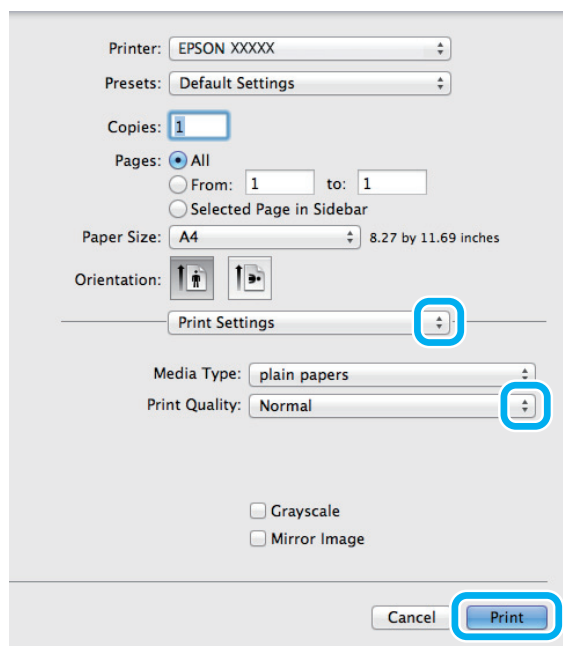 Printer: EPSON XXXXX
Presets: Default Settings
Copies: 1
Pages: All
From: 1 to: 1
Selected Page in Sidebar
Paper Size: A4 8.27 by 11.69 inches
Orientation:
Print Settings
Media Type: plain papers
Print Quality: Normal
Grayscale
Mirror Image
Cancel Print